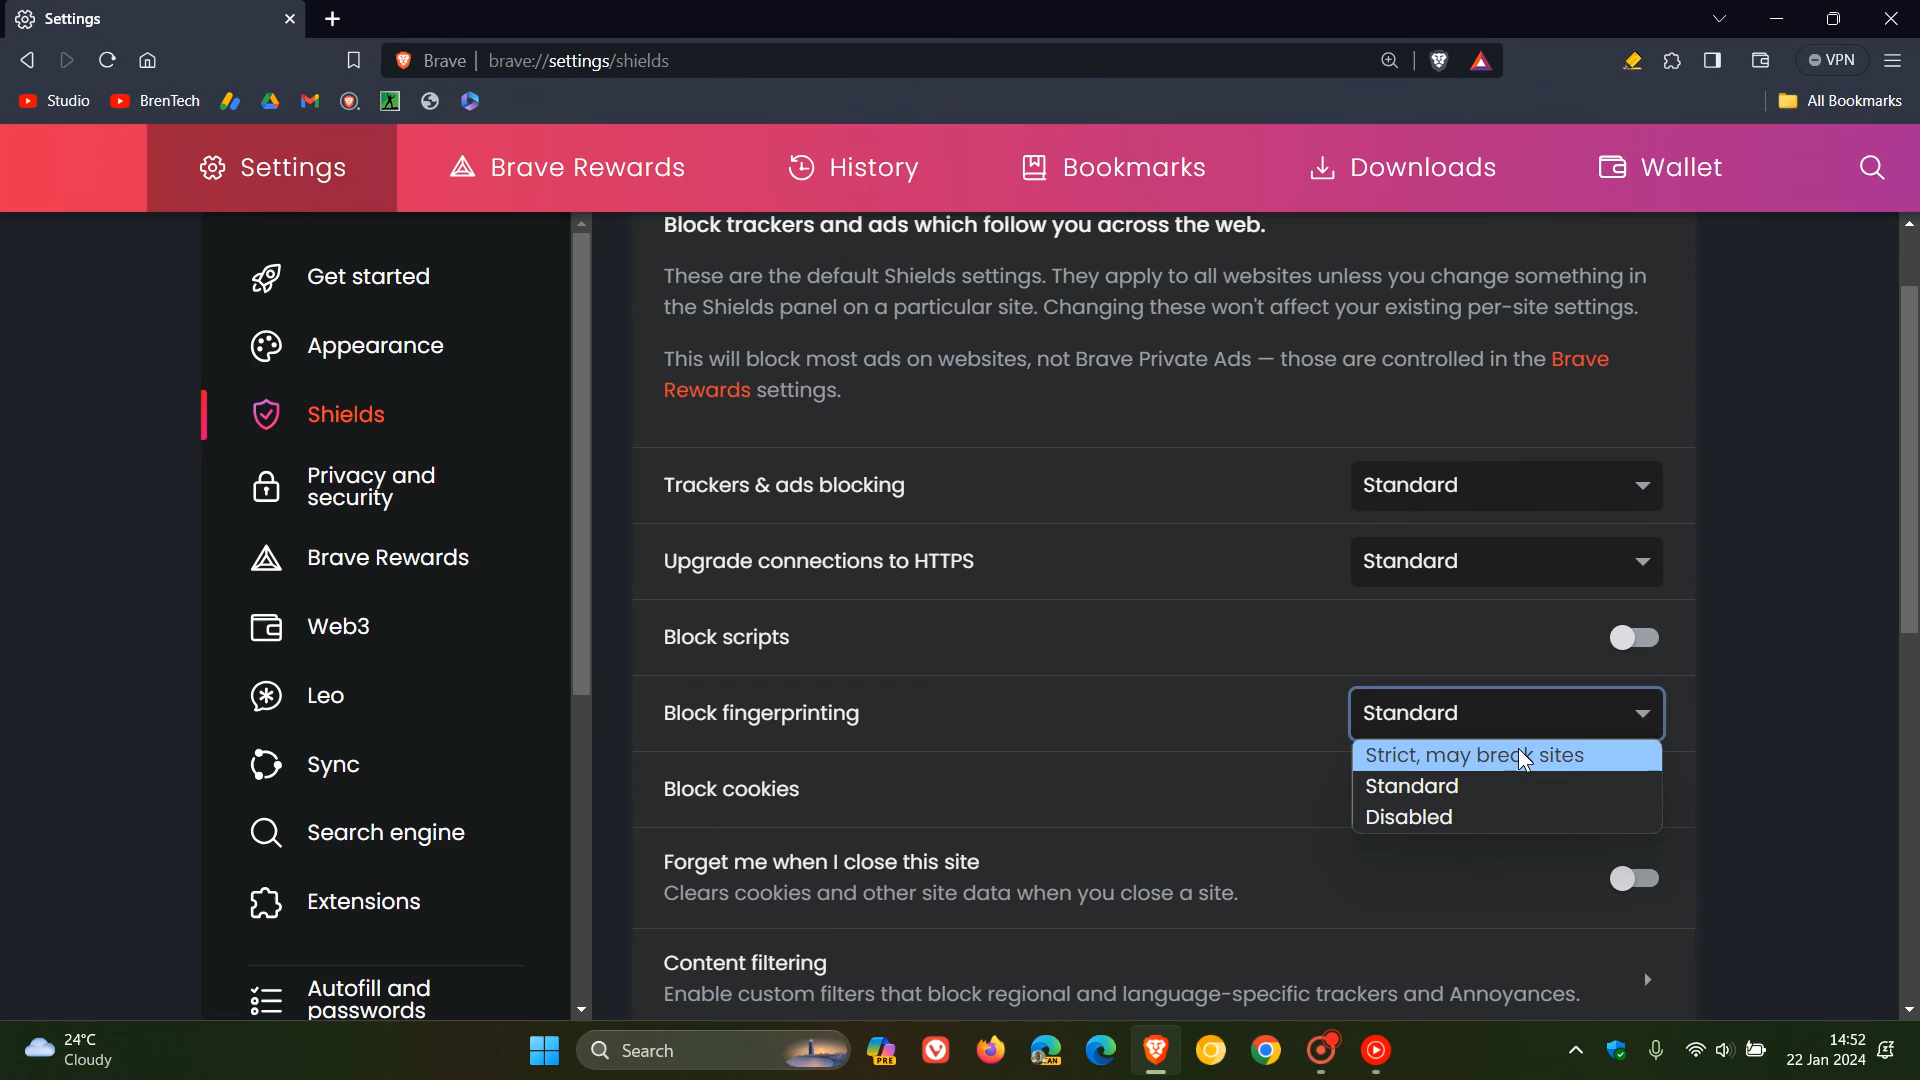 Settings
Brave
brave://settings/shields
VPN
Studio
BrenTech
All Bookmarks
Settings
Brave Rewards
History
Bookmarks
Downloads
Wallet
Get started
Appearance
Shields
Privacy and
security
Brave Rewards
Web3
Leo
Sync
Search engine
Extensions
Autofill and
passwords
Block trackers and ads which follow you across the web.
These are the default Shields settings. They apply to all websites unless you change something in
the Shields panel on a particular site. Changing these won't affect your existing per-site settings.
This will block most ads on websites, not Brave Private Ads — those are controlled in the Brave
Rewards settings.
Trackers & ads blocking
Standard
Upgrade connections to HTTPS
Standard
Block scripts
Block fingerprinting
Standard
Strict, may break sites
Standard
Disabled
Block cookies
Forget me when I close this site
Clears cookies and other site data when you close a site.
Content filtering
Enable custom filters that block regional and language-specific trackers and Annoyances.
24°C
Cloudy
Search
PRE
CAN
14:52
22 Jan 2024